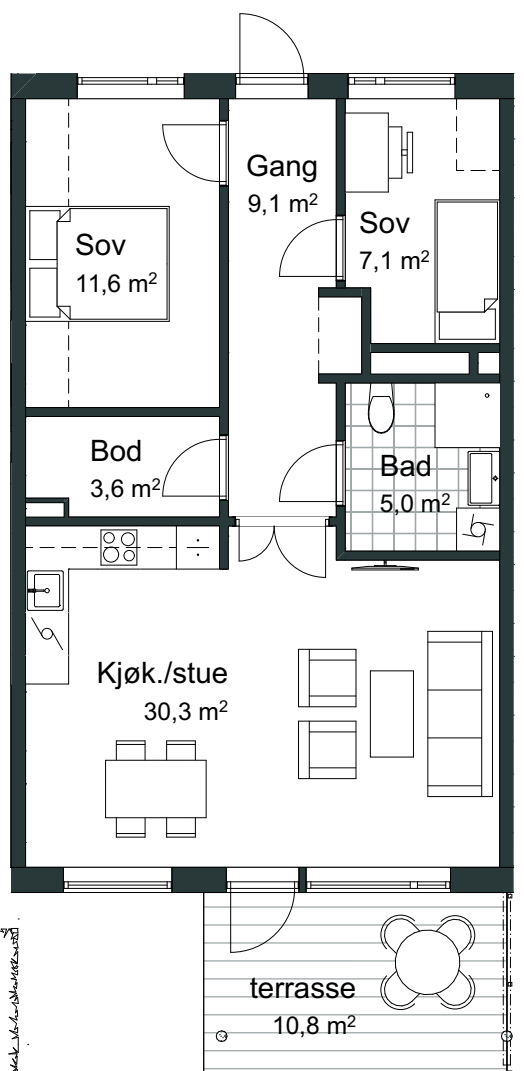 Gang
9,1 m²
Sov
7,1 m²
Sov
11,6 m²
Bod
3,6 m²
Bad
5,0 m²
Kjøk./stue
30,3 m²
terrasse
10,8 m²